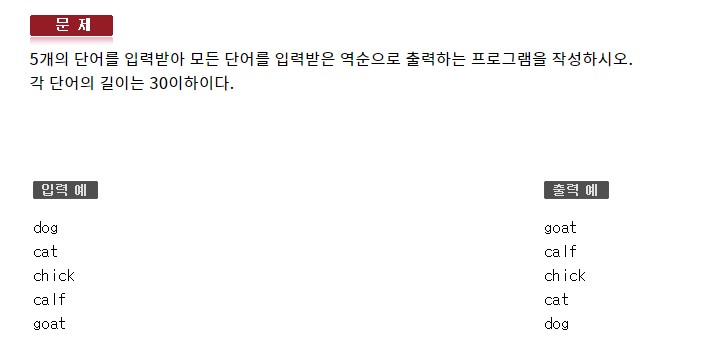 문 제
5개의 단어를 입력받아 모든 단어를 입력받은 역순으로 출력하는 프로그램을 작성하시오.
각 단어의 길이는 30이하이다.
입력 예
dog
cat
chick
calf
goat
출력 예
goat
calf
chick
cat
dog